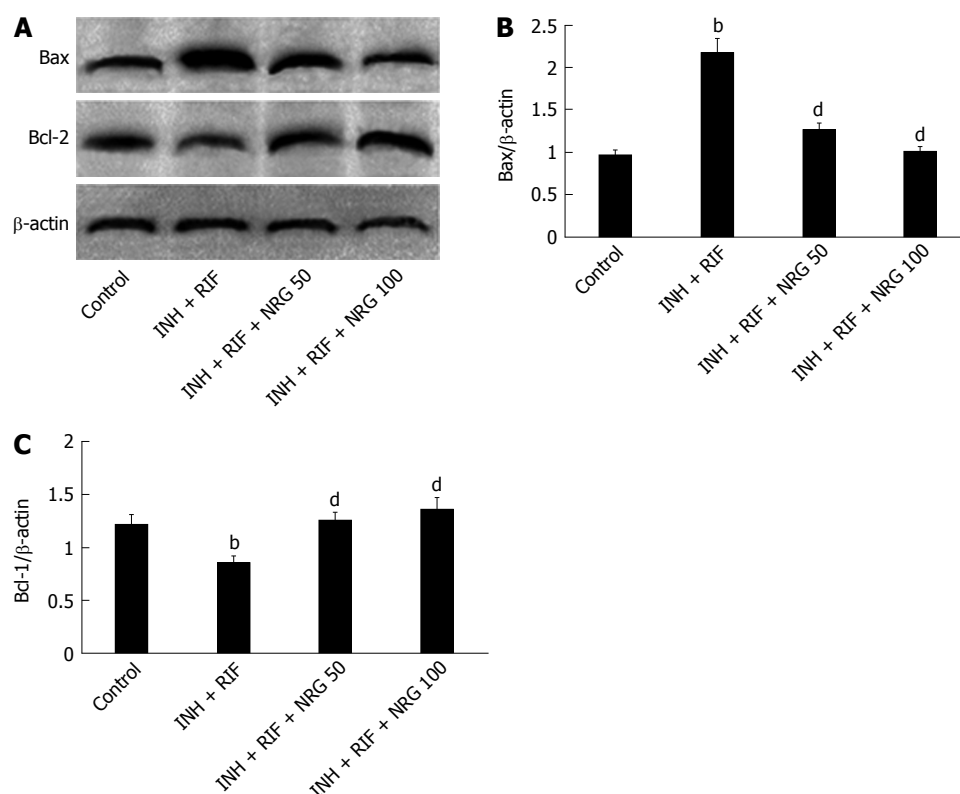 A
Bax
Bcl-2
β-actin
Control
INH + RIF
INH + RIF + NRG 50
INH + RIF + NRG 100
B
Bax/β-actin
2.5
2
1.5
1
0.5
0
b
d
d
Control
INH + RIF
INH + RIF + NRG 50
INH + RIF + NRG 100
C
Bcl-1/β-actin
2
1.5
1
0.5
0
b
d
d
Control
INH + RIF
INH + RIF + NRG 50
INH + RIF + NRG 100